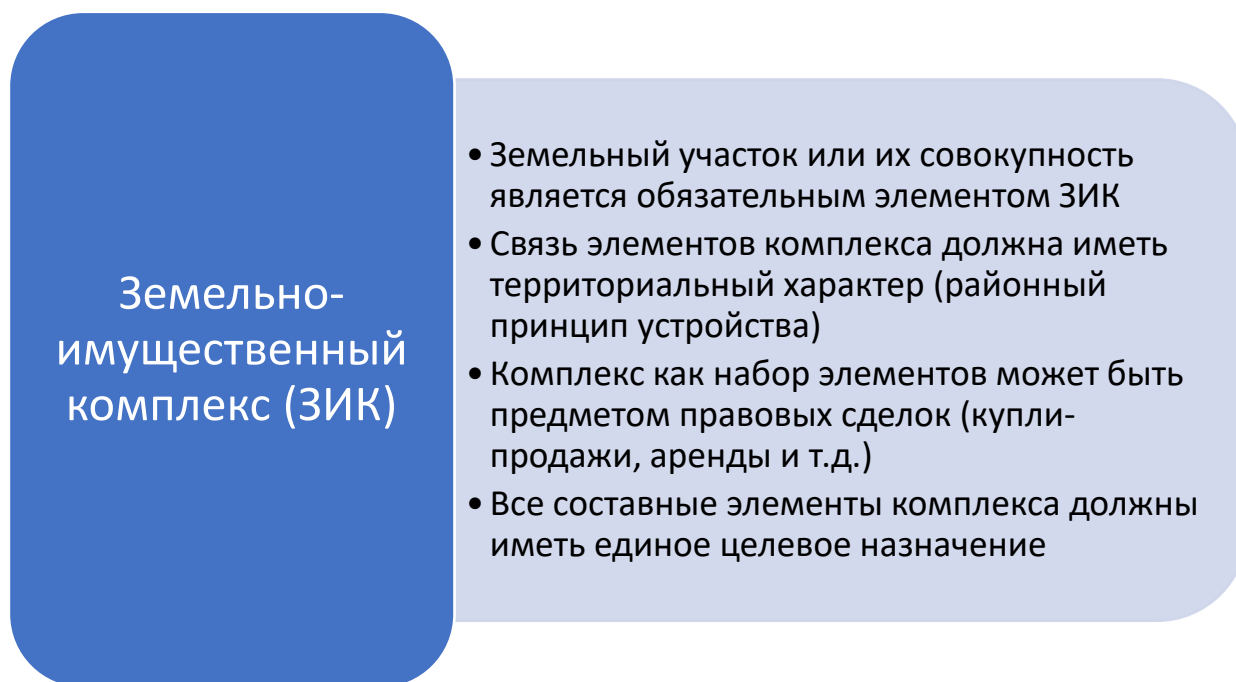 Земельно-
имущественный
комплекс (ЗИК)
• Земельный участок или их совокупность
является обязательным элементом ЗИК
• Связь элементов комплекса должна иметь
территориальный характер (районный
принцип устройства)
• Комплекс как набор элементов может быть
предметом правовых сделок (купли-
продажи, аренды и т.д.)
• Все составные элементы комплекса должны
иметь единое целевое назначение